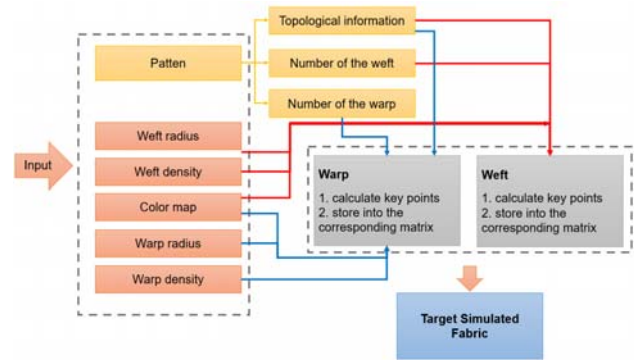 Topological information
Patten
Number of the weft
Number of the warp
Weft radius
Input
Weft density
Color map
Warp radius
Warp density
Warp
1. calculate key points
2. store into the
corresponding matrix
Weft
1. calculate key points
2. store into the
corresponding matrix
Target Simulated
Fabric